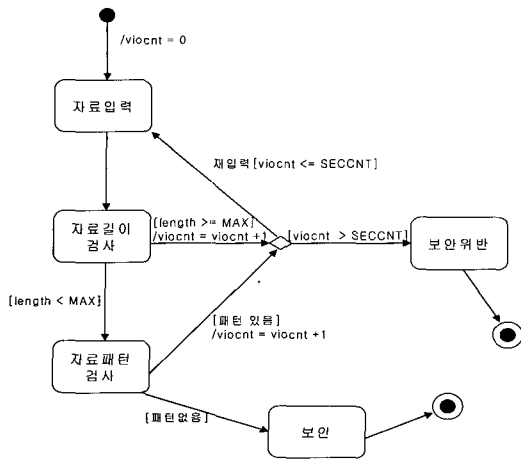 /viocnt = 0
자료입력
재입력[viocnt <= SECCNT]
자료길이
검사
[length >= MAX]
/viocnt = viocnt +1
[viocnt > SECCNT]
보안위반
[length < MAX]
[패턴 있음]
/viocnt = viocnt +1
자료패턴
검사
[패턴없음]
보안